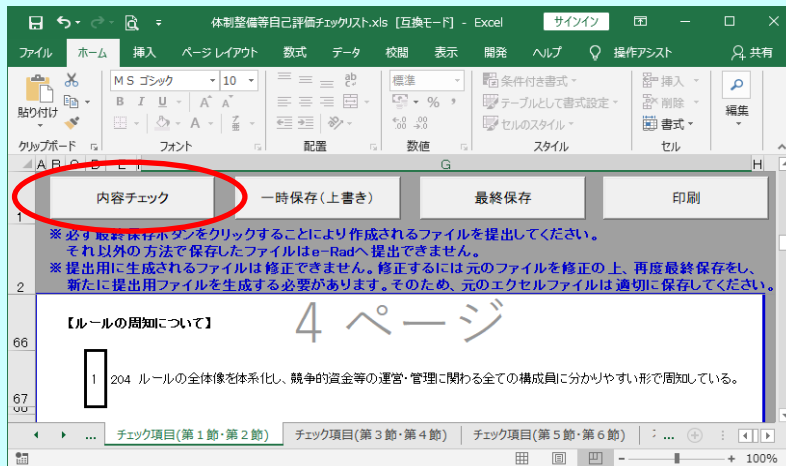 体制整備等自己評価チェックリスト.xls [互換モード] - Excel
サインイン
ファイル ホーム 挿入 ページ レイアウト 数式 データ 校閲 表示 開発 ヘルプ 操作アシスト 共有
貼り付け
MS ゴシック 10
B I U A A
標準
% ,
条件付き書式
テーブルとして書式設定
セルのスタイル
挿入
削除
書式
編集
クリップボード フォント 配置 数値 スタイル セル
A B C D E G H
内容チェック 一時保存(上書き) 最終保存 印刷
1
※必ず最終保存ボタンをクリックすることにより作成されるファイルを提出してください。
それ以外の方法で保存したファイルはe-Radへ提出できません。
※提出用に生成されるファイルは修正できません。修正するには元のファイルを修正の上、再度最終保存をし、
2
新たに提出用ファイルを生成する必要があります。そのため、元のエクセルファイルは適切に保存してください。
4 ページ
【ルールの周知について】
66
1 204 ルールの全体像を体系化し、競争的資金等の運営・管理に関わる全ての構成員に分かりやすい形で周知している。
67
... チェック項目(第1節・第2節) チェック項目(第3節・第4節) チェック項目(第5節・第6節) ...
100%